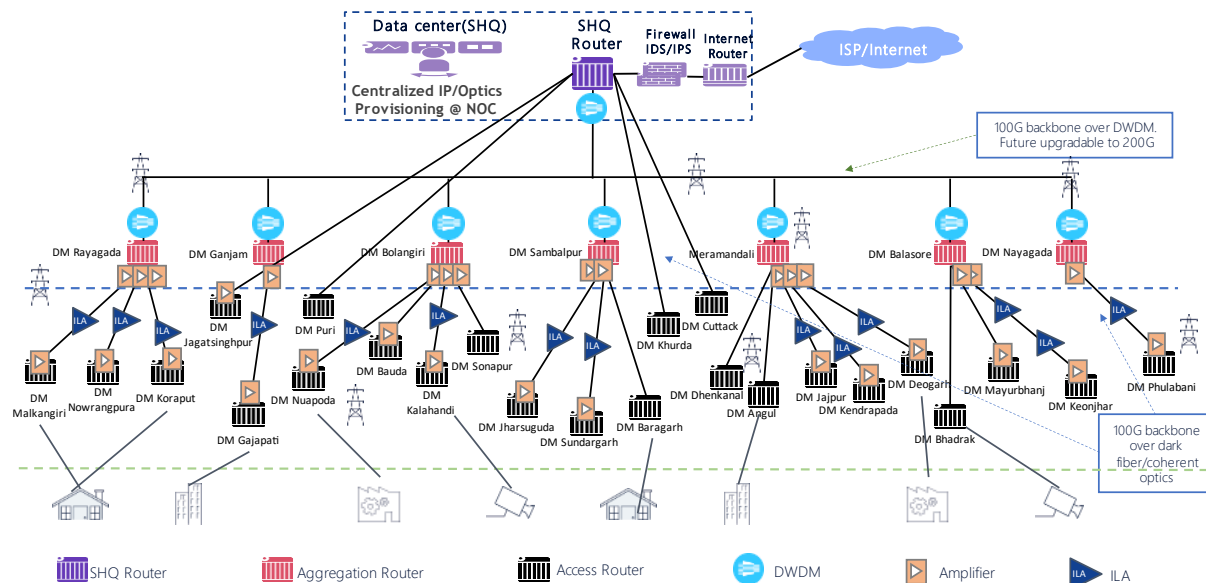 Data center(SHQ)
SHQ
Router
Firewall
IDS/IPS
Internet
Router
ISP/Internet
Centralized IP/Optics
Provisioning @ NOC
100G backbone over DWDM.
Future upgradable to 200G
DM Rayagada
DM Ganjam
DM Bolangiri
DM Sambalpur
Meramandali
DM Balasore
DM Nayagada
DM
Jagatsinghpur
DM Puri
DM Khurda
DM Cuttack
ILA
ILA
ILA
ILA
ILA
ILA
ILA
ILA
ILA
ILA
ILA
ILA
ILA
DM
Malkangiri
DM
Nowrangpura
DM Koraput
DM Gajapati
DM Nuapoda
DM Bauda
DM
Kalahandi
DM Sonapur
DM Jharsuguda
DM Sundargarh
DM Baragarh
DM Dhenkanal
DM Angul
DM Jajpur
DM Kendrapada
DM Deogarh
DM Bhadrak
DM Mayurbhanj
DM Keonjhar
DM Phulabani
100G backbone
over dark
fiber/coherent
optics
SHQ Router
Aggregation Router
Access Router
DWDM
Amplifier
ILA
ILA